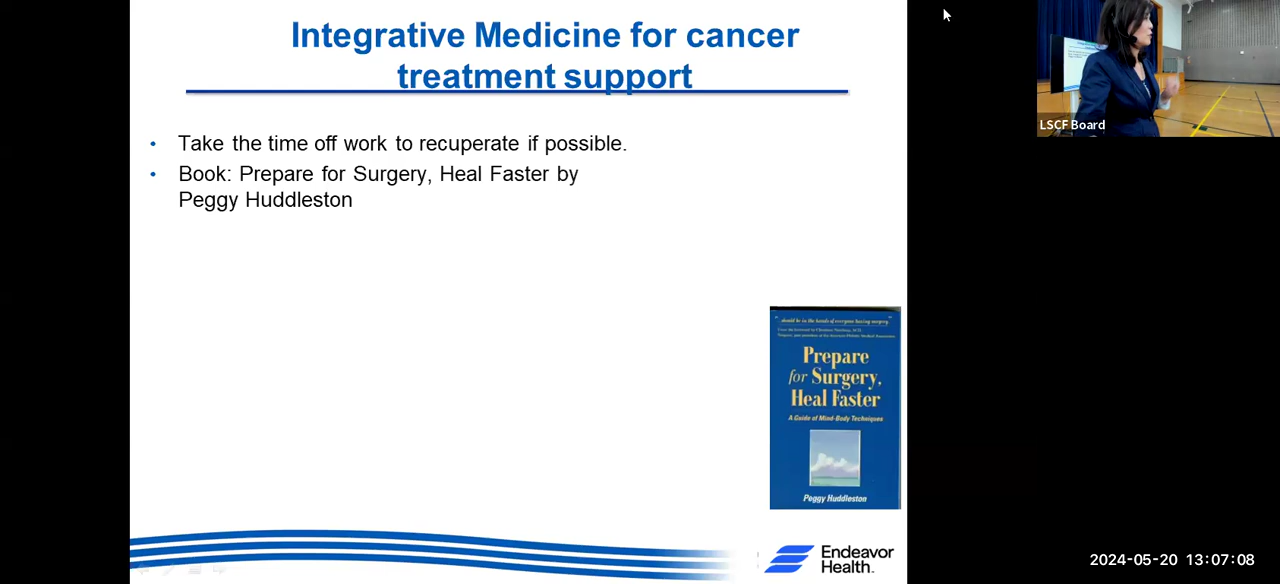 Integrative Medicine for cancer
treatment support
• Take the time off work to recuperate if possible.
• Book: Prepare for Surgery, Heal Faster by
Peggy Huddleston
Prepare
for Surgery,
Heal Faster
A Guide of Mind-Body Techniques
Peggy Huddleston
Endeavor
Health.
LSCF Board
2024-05-20 13:07:08